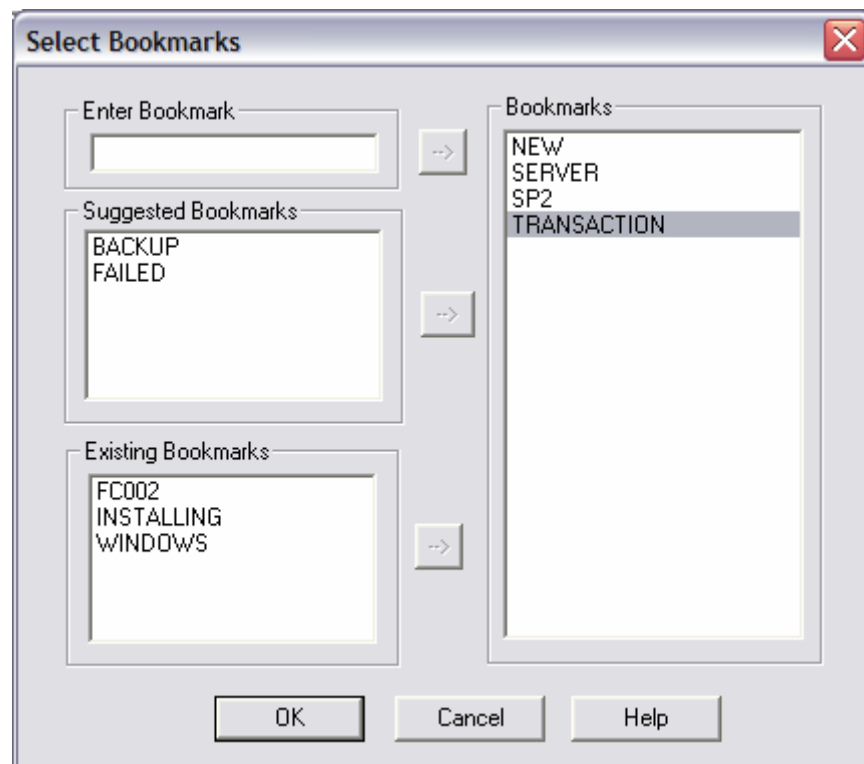 Select Bookmarks
Enter Bookmark
-->
Suggested Bookmarks
BACKUP
FAILED
-->
Existing Bookmarks
FC002
INSTALLING
WINDOWS
-->
Bookmarks
NEW
SERVER
SP2
TRANSACTION
OK
Cancel
Help